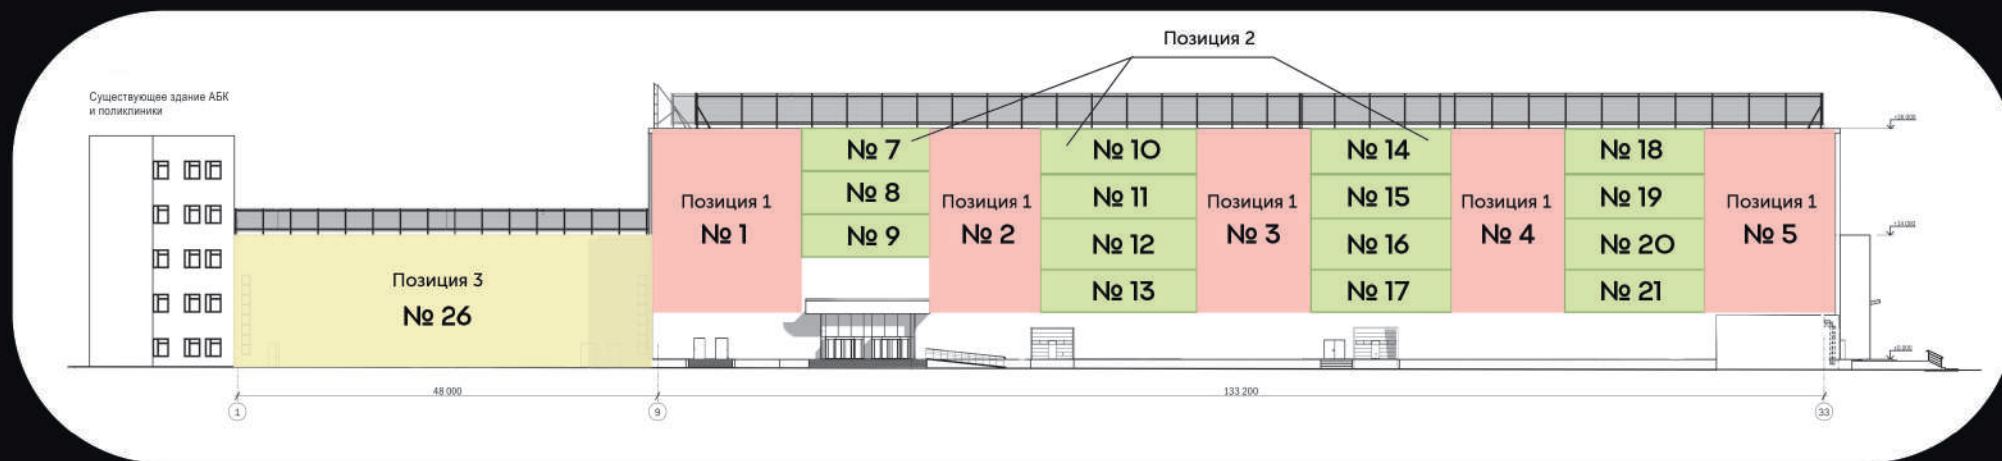 Позиция 2
Существующее здание АБК
и поликлиники
№ 7
№ 8
№ 9
№ 10
№ 11
№ 12
№ 13
№ 14
№ 15
№ 16
№ 17
№ 18
№ 19
№ 20
№ 21
Позиция 1
№ 1
Позиция 1
№ 2
Позиция 1
№ 3
Позиция 1
№ 4
Позиция 1
№ 5
Позиция 3
№ 26
48 000
133 200
1
9
33